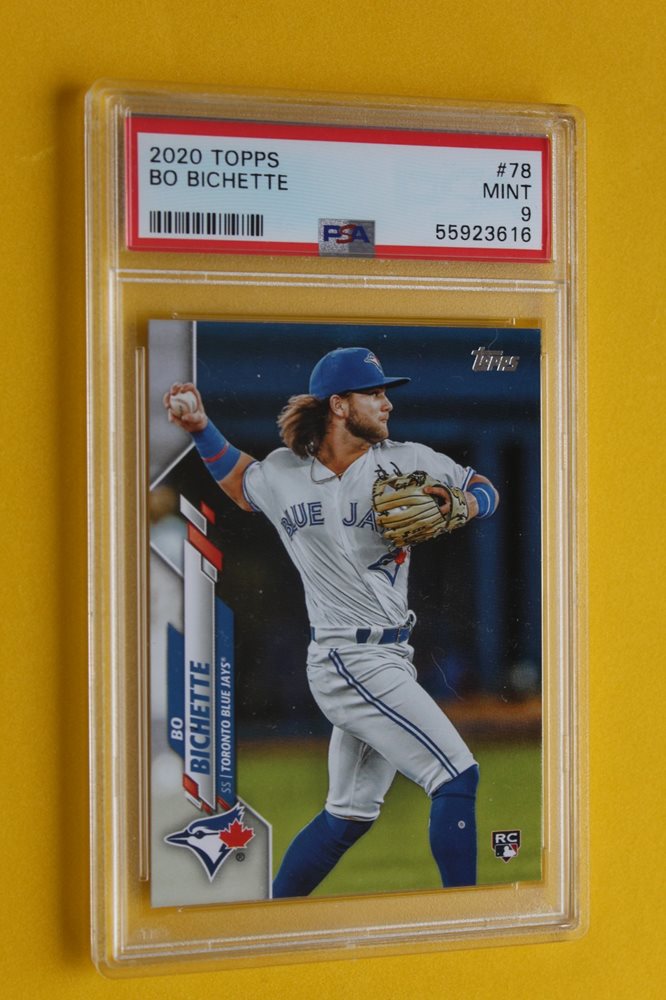 2020 TOPPS #78
BO BICHETTE MINT
9
PSA 55923616
TOPPS
BLUE JAYS
BO
BICHETTE
SS | TORONTO BLUE JAYS®
®
RC